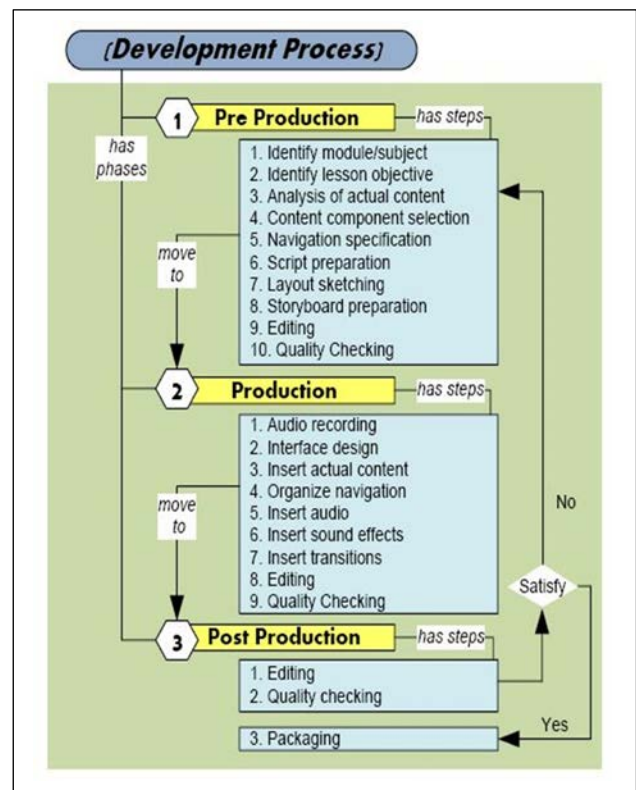 (Development Process)
1 Pre Production
has steps
has
phases
1. Identify module/subject
2. Identify lesson objective
3. Analysis of actual content
4. Content component selection
5. Navigation specification
6. Script preparation
7. Layout sketching
8. Storyboard preparation
9. Editing
10. Quality Checking
move
to
2 Production
has steps
1. Audio recording
2. Interface design
3. Insert actual content
4. Organize navigation
5. Insert audio
6. Insert sound effects
7. Insert transitions
8. Editing
9. Quality Checking
move
to
No
Satisfy
3 Post Production
has steps
1. Editing
2. Quality checking
Yes
3. Packaging